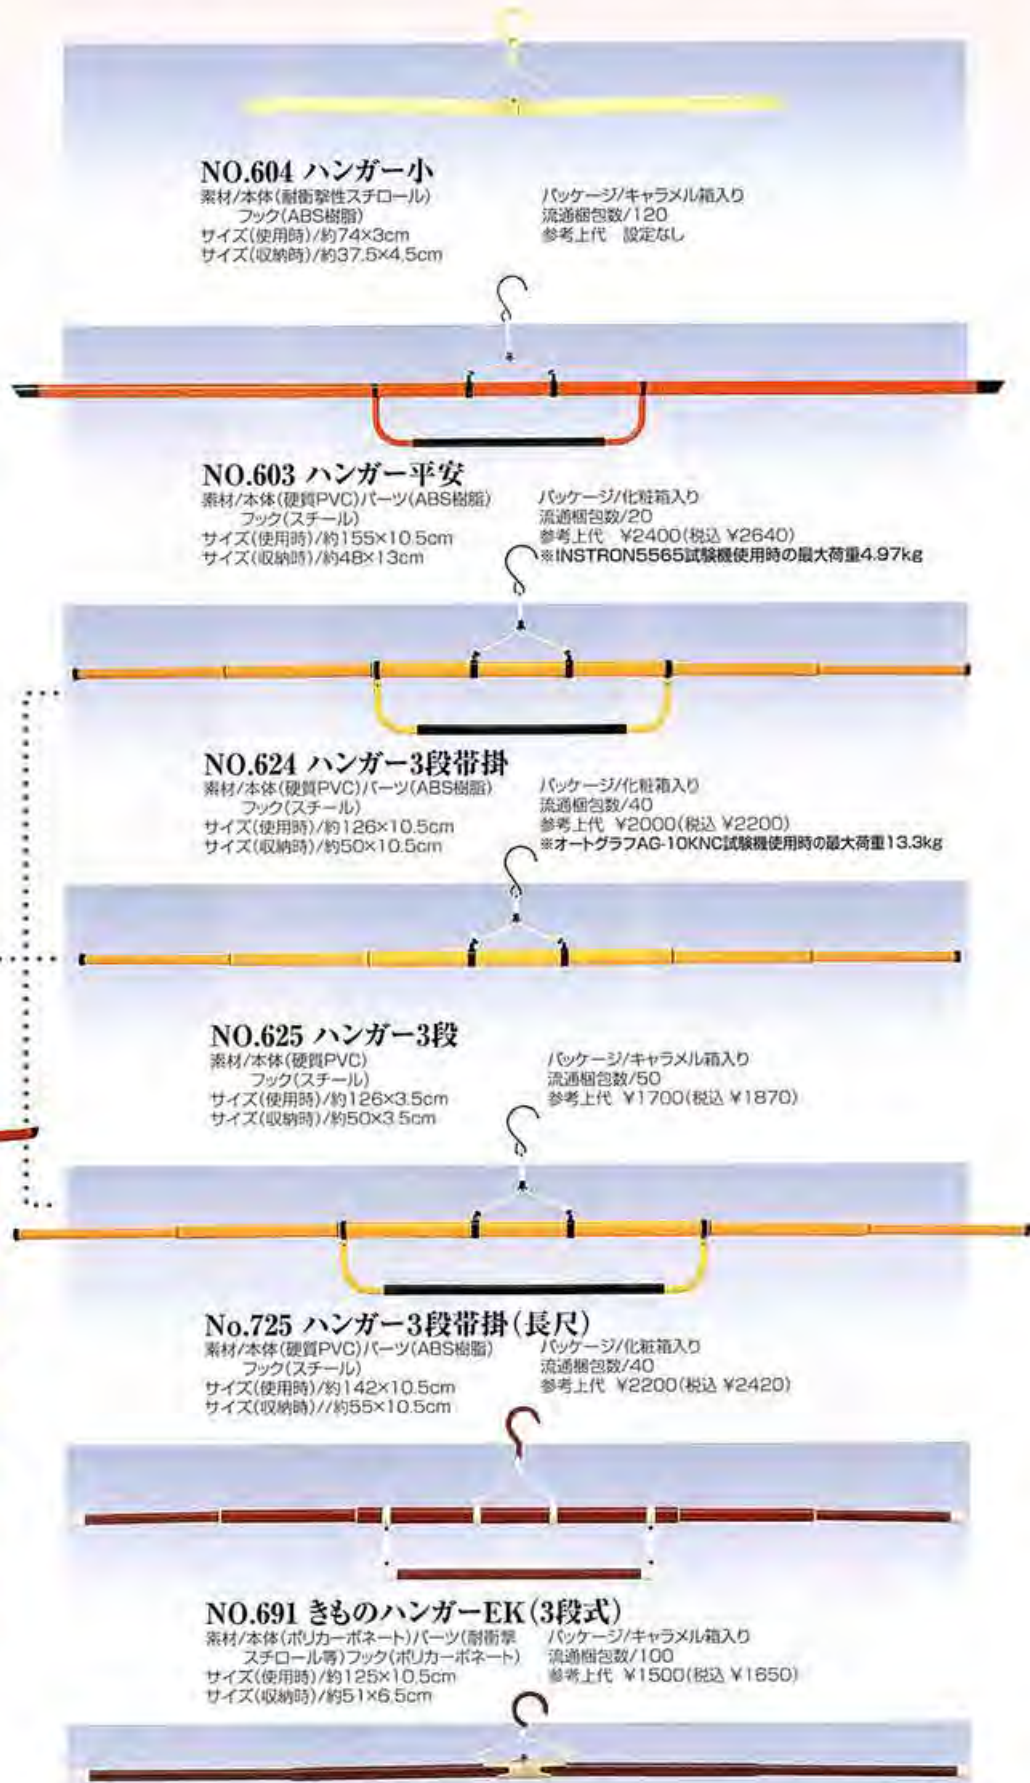 NO.604 ハンガー小
素材/本体(耐衝撃性スチロール)
フック(ABS樹脂)
サイズ(使用時)/約74×3cm
サイズ(収納時)/約37.5×4.5cm
パッケージ/キャラメル箱入り
流通梱包数/120
参考上代 設定なし
NO.603 ハンガー平安
素材/本体(硬質PVC)パーツ(ABS樹脂)
フック(スチール)
サイズ(使用時)/約155×10.5cm
サイズ(収納時)/約48×13cm
パッケージ/化粧箱入り
流通梱包数/20
参考上代 ¥2400(税込 ¥2640)
※INSTRON5565試験機使用時の最大荷重4.97kg
NO.624 ハンガー3段帯掛
素材/本体(硬質PVC)パーツ(ABS樹脂)
フック(スチール)
サイズ(使用時)/約126×10.5cm
サイズ(収納時)/約50×10.5cm
パッケージ/化粧箱入り
流通梱包数/40
参考上代 ¥2000(税込 ¥2200)
※オートグラフAG-10KNC試験機使用時の最大荷重13.3kg
NO.625 ハンガー3段
素材/本体(硬質PVC)
フック(スチール)
サイズ(使用時)/約126×3.5cm
サイズ(収納時)/約50×3.5cm
パッケージ/キャラメル箱入り
流通梱包数/50
参考上代 ¥1700(税込 ¥1870)
No.725 ハンガー3段帯掛(長尺)
素材/本体(硬質PVC)パーツ(ABS樹脂)
フック(スチール)
サイズ(使用時)/約142×10.5cm
サイズ(収納時)//約55×10.5cm
パッケージ/化粧箱入り
流通梱包数/40
参考上代 ¥2200(税込 ¥2420)
NO.691 きものハンガーEK(3段式)
素材/本体(ポリカーボネート)パーツ(耐衝撃
スチロール等)フック(ポリカーボネート)
サイズ(使用時)/約125×10.5cm
サイズ(収納時)/約51×6.5cm
パッケージ/キャラメル箱入り
流通梱包数/100
参考上代 ¥1500(税込 ¥1650)